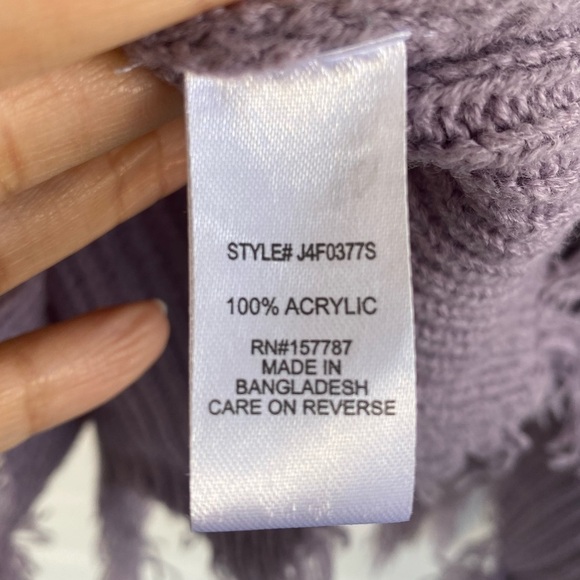 STYLE# J4F0377S
100% ACRYLIC
RN#157787
MADE IN
BANGLADESH
CARE ON REVERSE